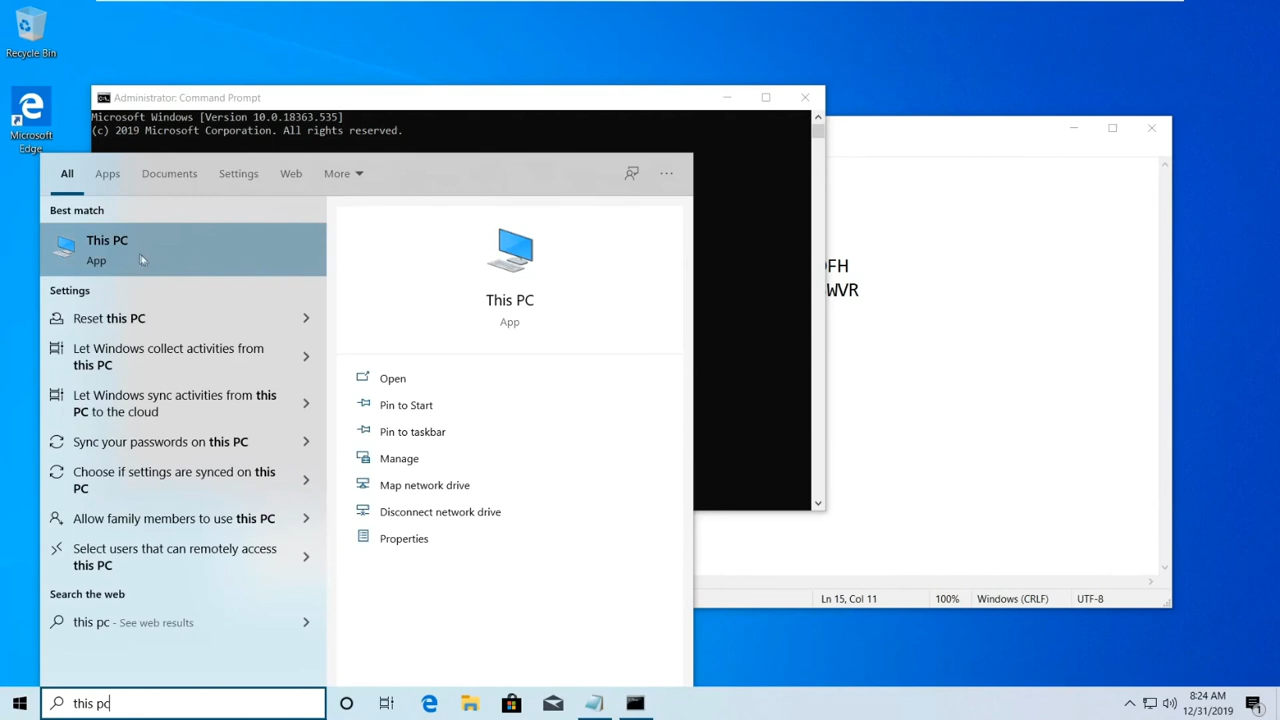 Recycle Bin
Microsoft
Edge
Administrator: Command Prompt
Microsoft Windows [Version 10.0.18363.535]
(c) 2019 Microsoft Corporation. All rights reserved.
All
Apps
Documents
Settings
Web
More
Best match
This PC
App
Settings
Reset this PC
Let Windows collect activities from
this PC
Let Windows sync activities from this
PC to the cloud
Sync your passwords on this PC
Choose if settings are synced on this
PC
Allow family members to use this PC
Select users that can remotely access
this PC
Search the web
this pc - See web results
This PC
App
Open
Pin to Start
Pin to taskbar
Manage
Map network drive
Disconnect network drive
Properties
FH
WVR
Ln 15, Col 11
100%
Windows (CRLF)
UTF-8
this pc
8:24 AM
12/31/2019
1